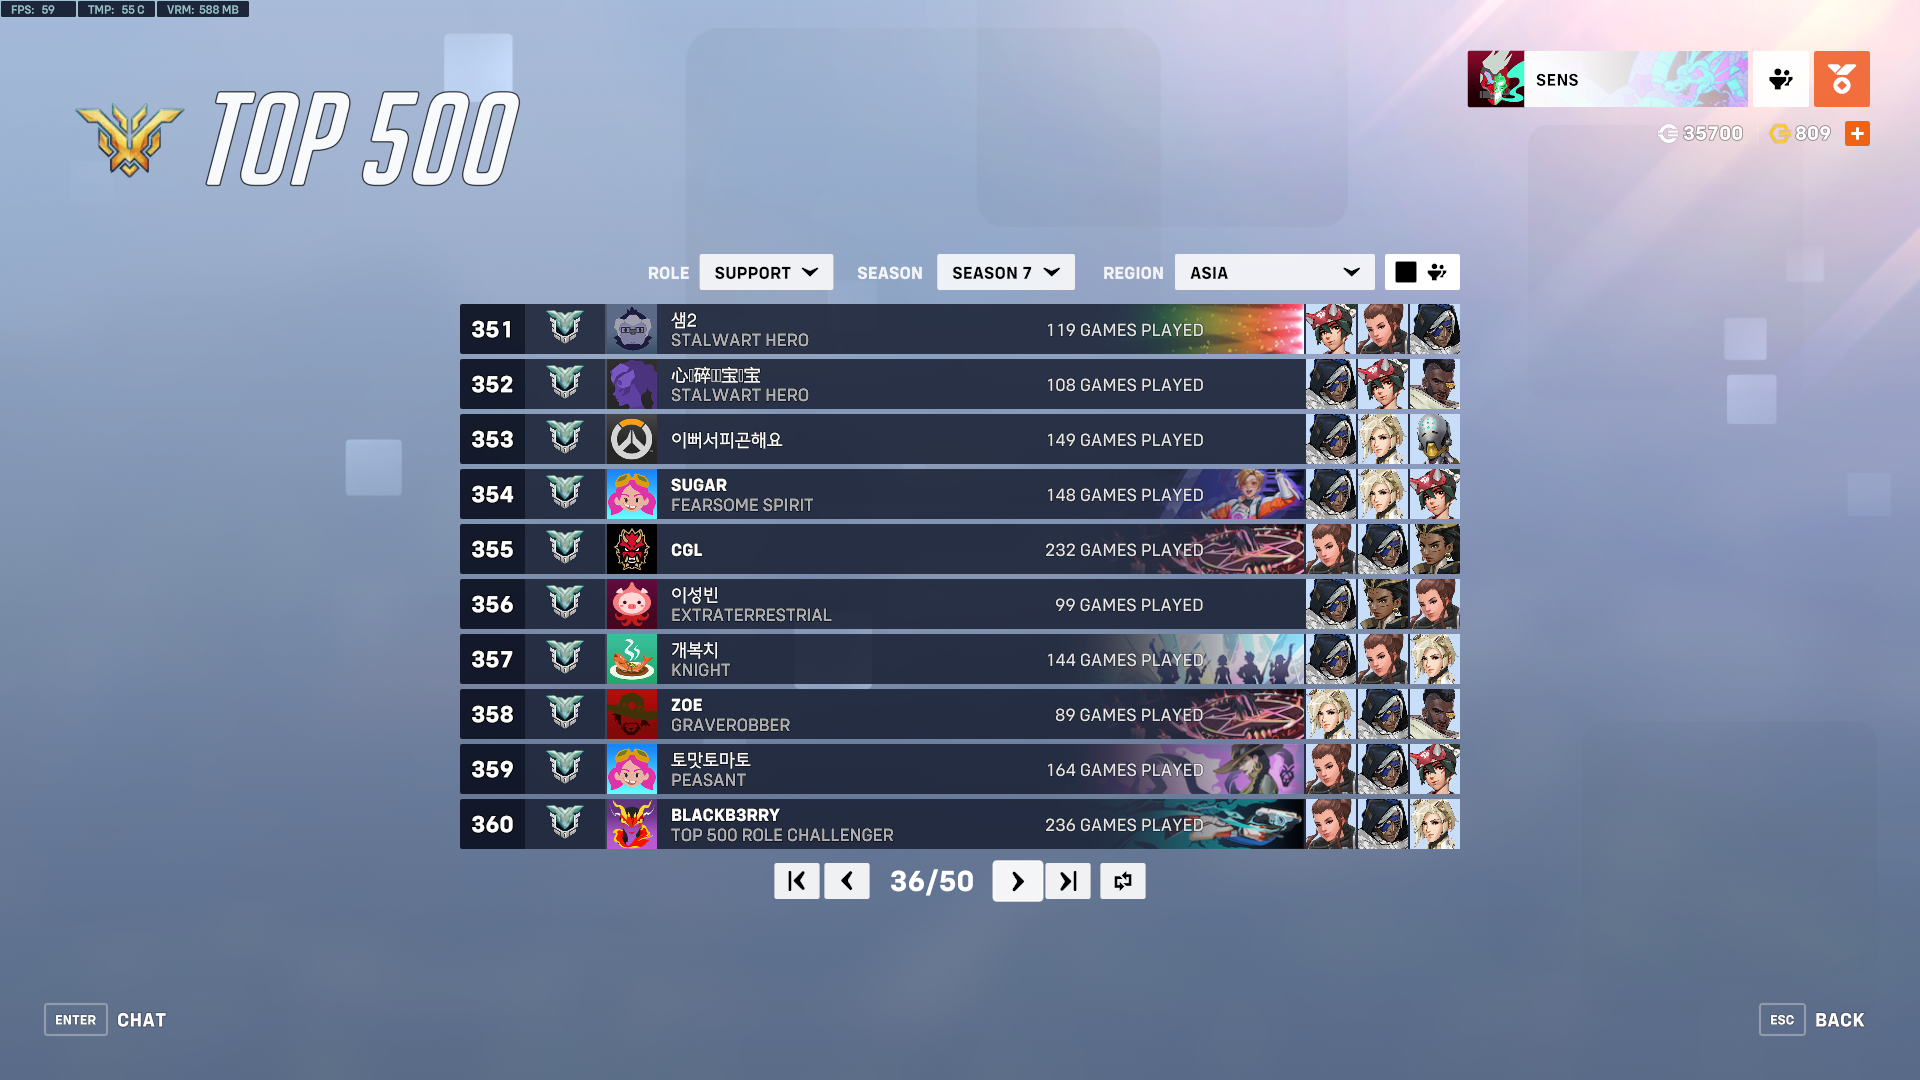 FPS: 59 TMP: 55 C VRM: 588 MB
TOP 500
SENS
35700 809
ROLE SUPPORT SEASON SEASON 7 REGION ASIA
351 샘2 119 GAMES PLAYED
STALWART HERO
352 心碎宝宝 108 GAMES PLAYED
STALWART HERO
353 이뻐서피곤해요 149 GAMES PLAYED
354 SUGAR 148 GAMES PLAYED
FEARSOME SPIRIT
355 CGL 232 GAMES PLAYED
356 이성빈 99 GAMES PLAYED
EXTRATERRESTRIAL
357 개복치 144 GAMES PLAYED
KNIGHT
358 ZOE 89 GAMES PLAYED
GRAVEROBBER
359 토맛토마토 164 GAMES PLAYED
PEASANT
360 BLACKB3RRY 236 GAMES PLAYED
TOP 500 ROLE CHALLENGER
36/50
ENTER CHAT
ESC BACK